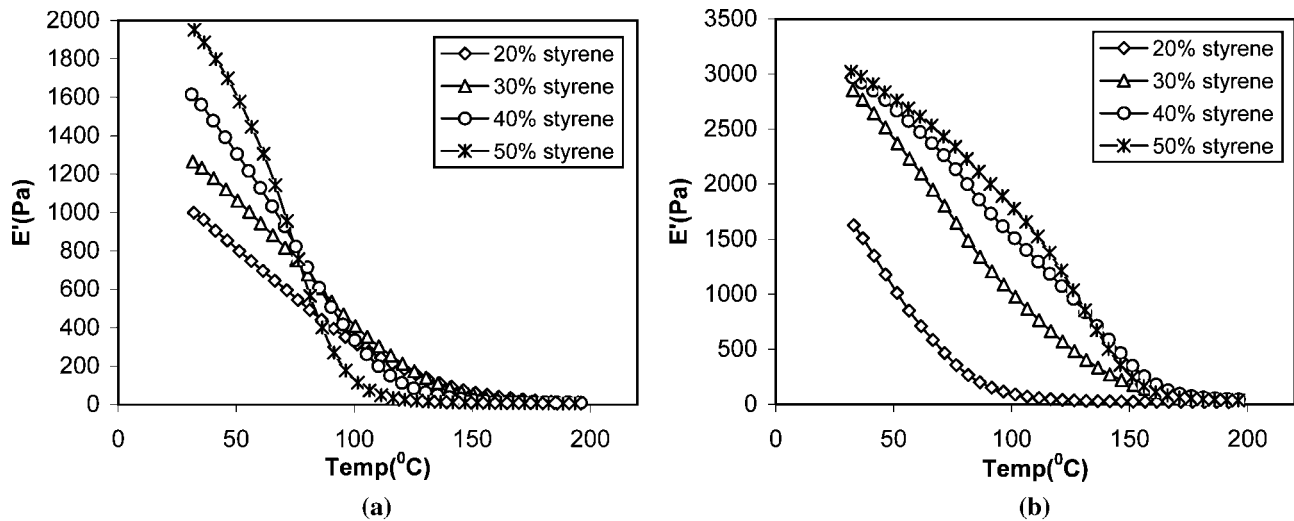 (a)
2000
1800
1600
1400
1200
1000
800
600
400
200
0
E'(Pa)
0 50 100 150 200
Temp(⁰C)
20% styrene
30% styrene
40% styrene
50% styrene
(a)
(b)
3500
3000
2500
2000
1500
1000
500
0
E'(Pa)
0 50 100 150 200
Temp(⁰C)
20% styrene
30% styrene
40% styrene
50% styrene
(b)